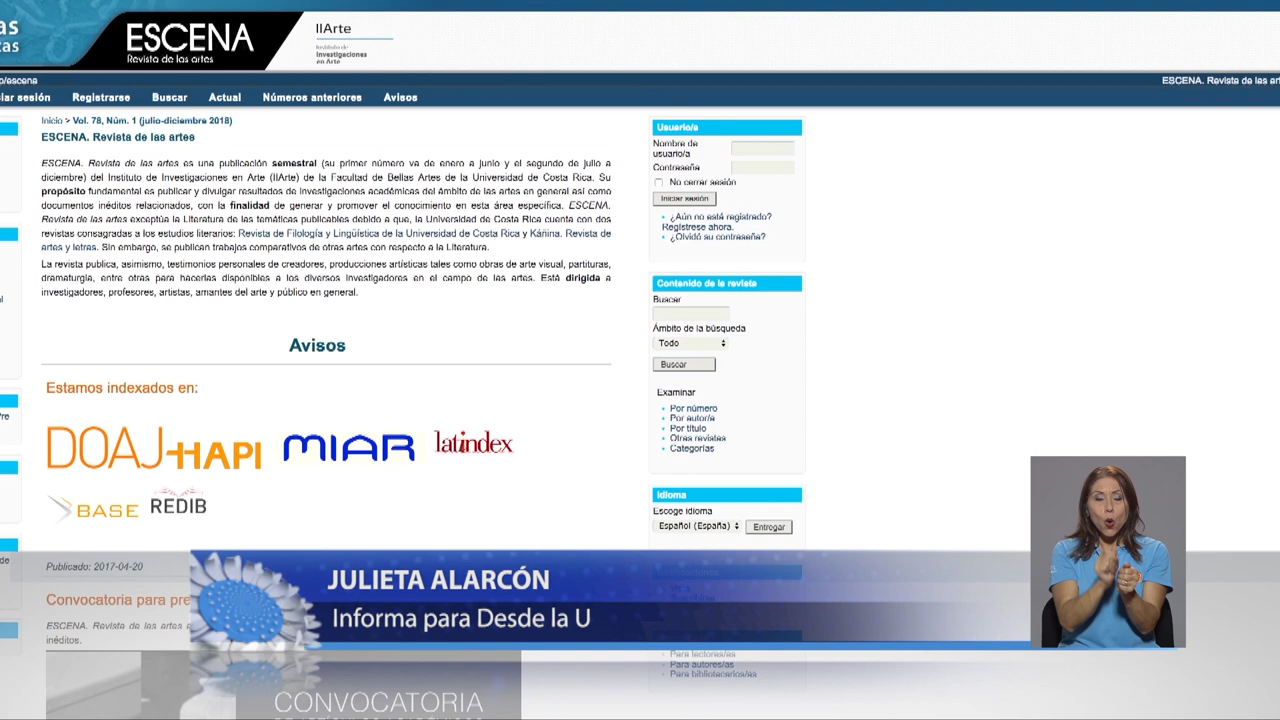 as
tas
ESCENA
Revista de las artes
IIArte
Instituto de
Investigaciones
en Arte
p/escena
ESCENA. Revista de las art
iar sesión Registrarse Buscar Actual Números anteriores Avisos
Inicio > Vol. 78, Núm. 1 (julio-diciembre 2018)
ESCENA. Revista de las artes
ESCENA. Revista de las artes es una publicación semestral (su primer número va de enero a junio y el segundo de julio a
diciembre) del Instituto de Investigaciones en Arte (IIArte) de la Facultad de Bellas Artes de la Universidad de Costa Rica. Su
propósito fundamental es publicar y divulgar resultados de investigaciones académicas del ámbito de las artes en general así como
documentos inéditos relacionados, con la finalidad de generar y promover el conocimiento en esta área específica. ESCENA.
Revista de las artes exceptúa la Literatura de las temáticas publicables debido a que, la Universidad de Costa Rica cuenta con dos
revistas consagradas a los estudios literarios: Revista de Filología y Lingüística de la Universidad de Costa Rica y Káñina. Revista de
artes y letras. Sin embargo, se publican trabajos comparativos de otras artes con respecto a la Literatura.
La revista publica, asimismo, testimonios personales de creadores, producciones artísticas tales como obras de arte visual, partituras,
dramaturgia, entre otras para hacerlas disponibles a los diversos investigadores en el campo de las artes. Está dirigida a
investigadores, profesores, artistas, amantes del arte y público en general.
Avisos
Estamos indexados en:
DOAJ HAPI MIAR latindex
BASE REDIB
Publicado: 2017-04-20
Convocatoria para pre
ESCENA. Revista de las artes a
inéditos.
CONVOCATORIA
Usuario/a
Nombre de
usuario/a
Contraseña
No cerrar sesión
Iniciar sesión
¿Aún no está registrado?
Regístrese ahora.
¿Olvidó su contraseña?
Contenido de la revista
Buscar
Ámbito de la búsqueda
Todo
Buscar
Examinar
Por número
Por autor/a
Por título
Otras revistas
Categorías
Idioma
Escoge idioma
Español (España) Entregar
Para lectores/as
Para autores/as
Para bibliotecarios/as
JULIETA ALARCÓN
Informa para Desde la U